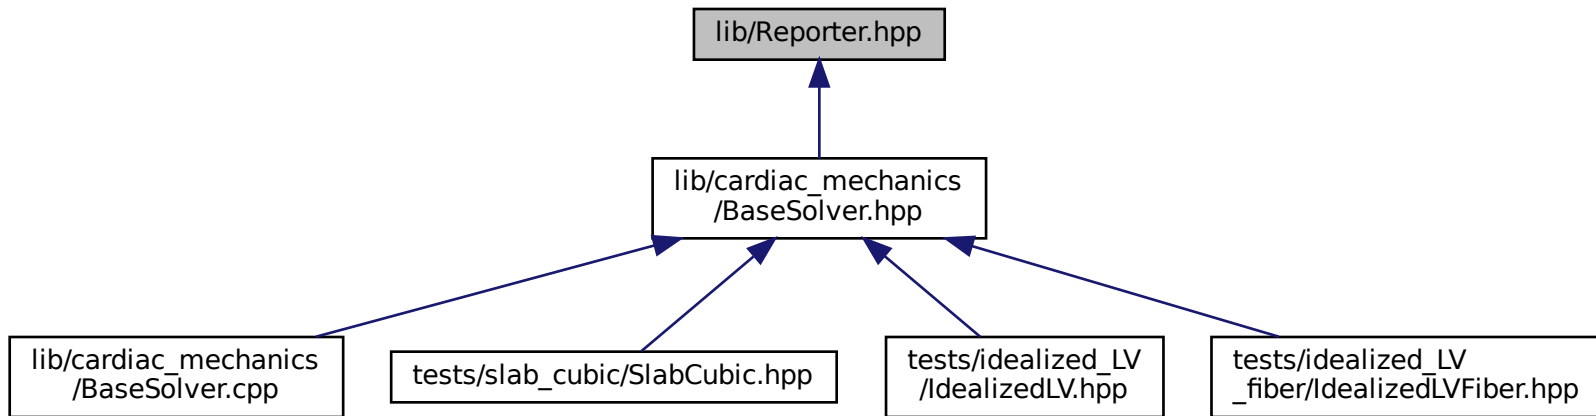 lib/Reporter.hpp
lib/cardiac_mechanics
/BaseSolver.hpp
lib/cardiac_mechanics
/BaseSolver.cpp
tests/slab_cubic/SlabCubic.hpp
tests/idealized_LV
/IdealizedLV.hpp
tests/idealized_LV
_fiber/IdealizedLVFiber.hpp